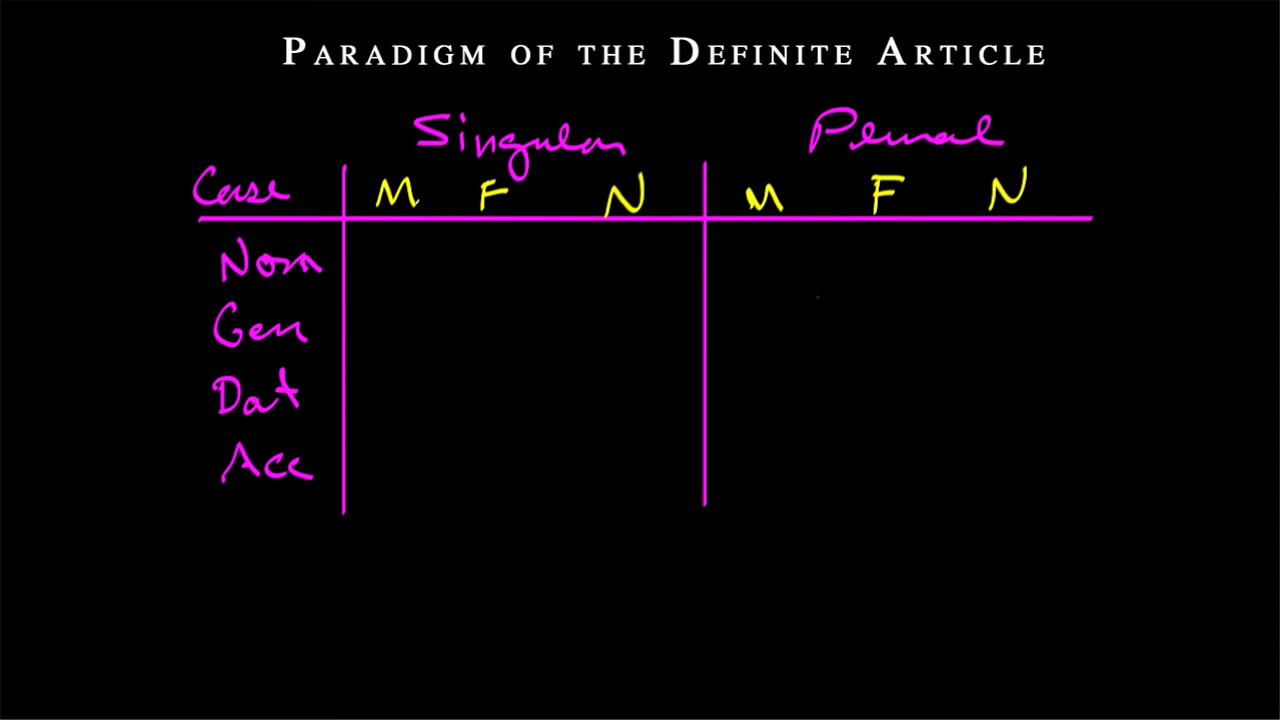 PARADIGM OF THE DEFINITE ARTICLE
Singular Plural
Case M F N M F N
Nom
Gen
Dat
Acc